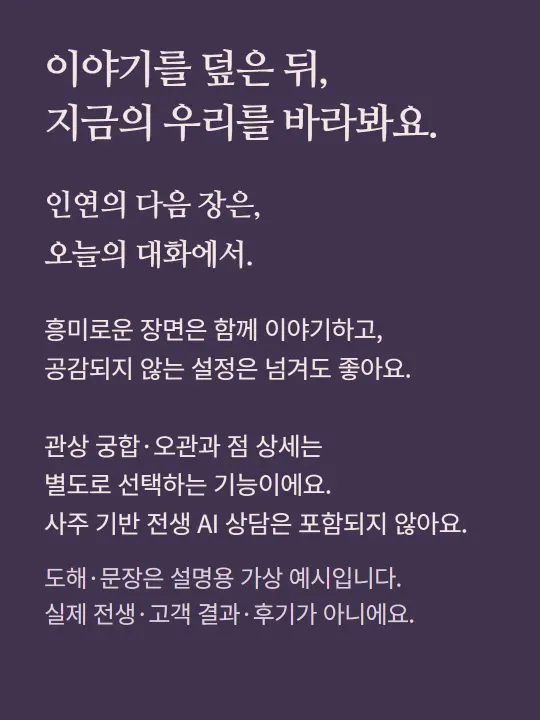 이야기를 덮은 뒤,
지금의 우리를 바라봐요.
인연의 다음 장은,
오늘의 대화에서.
흥미로운 장면은 함께 이야기하고,
공감되지 않는 설정은 넘겨도 좋아요.
관상 궁합·오관과 점 상세는
별도로 선택하는 기능이에요.
사주 기반 전생 AI 상담은 포함되지 않아요.
도해·문장은 설명용 가상 예시입니다.
실제 전생·고객 결과·후기가 아니에요.